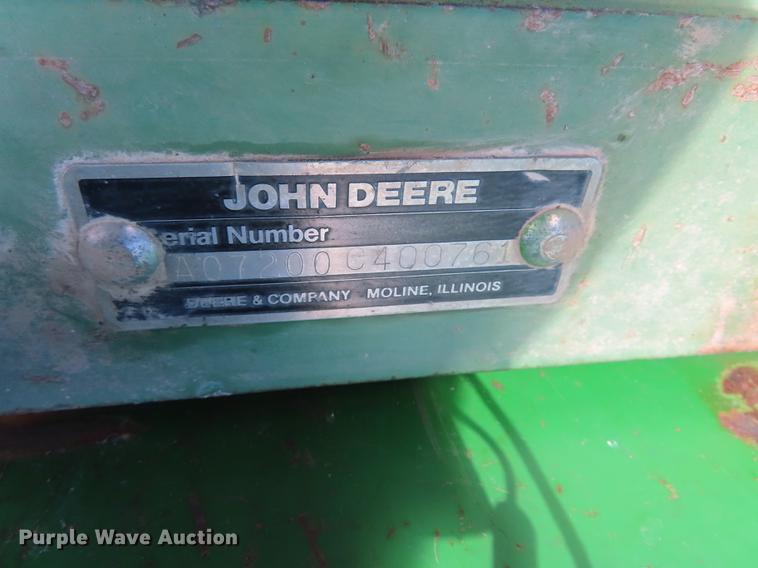 JOHN DEERE
erial Number
A07200C400761
DEERE & COMPANY MOLINE, ILLINOIS
Purple Wave Auction